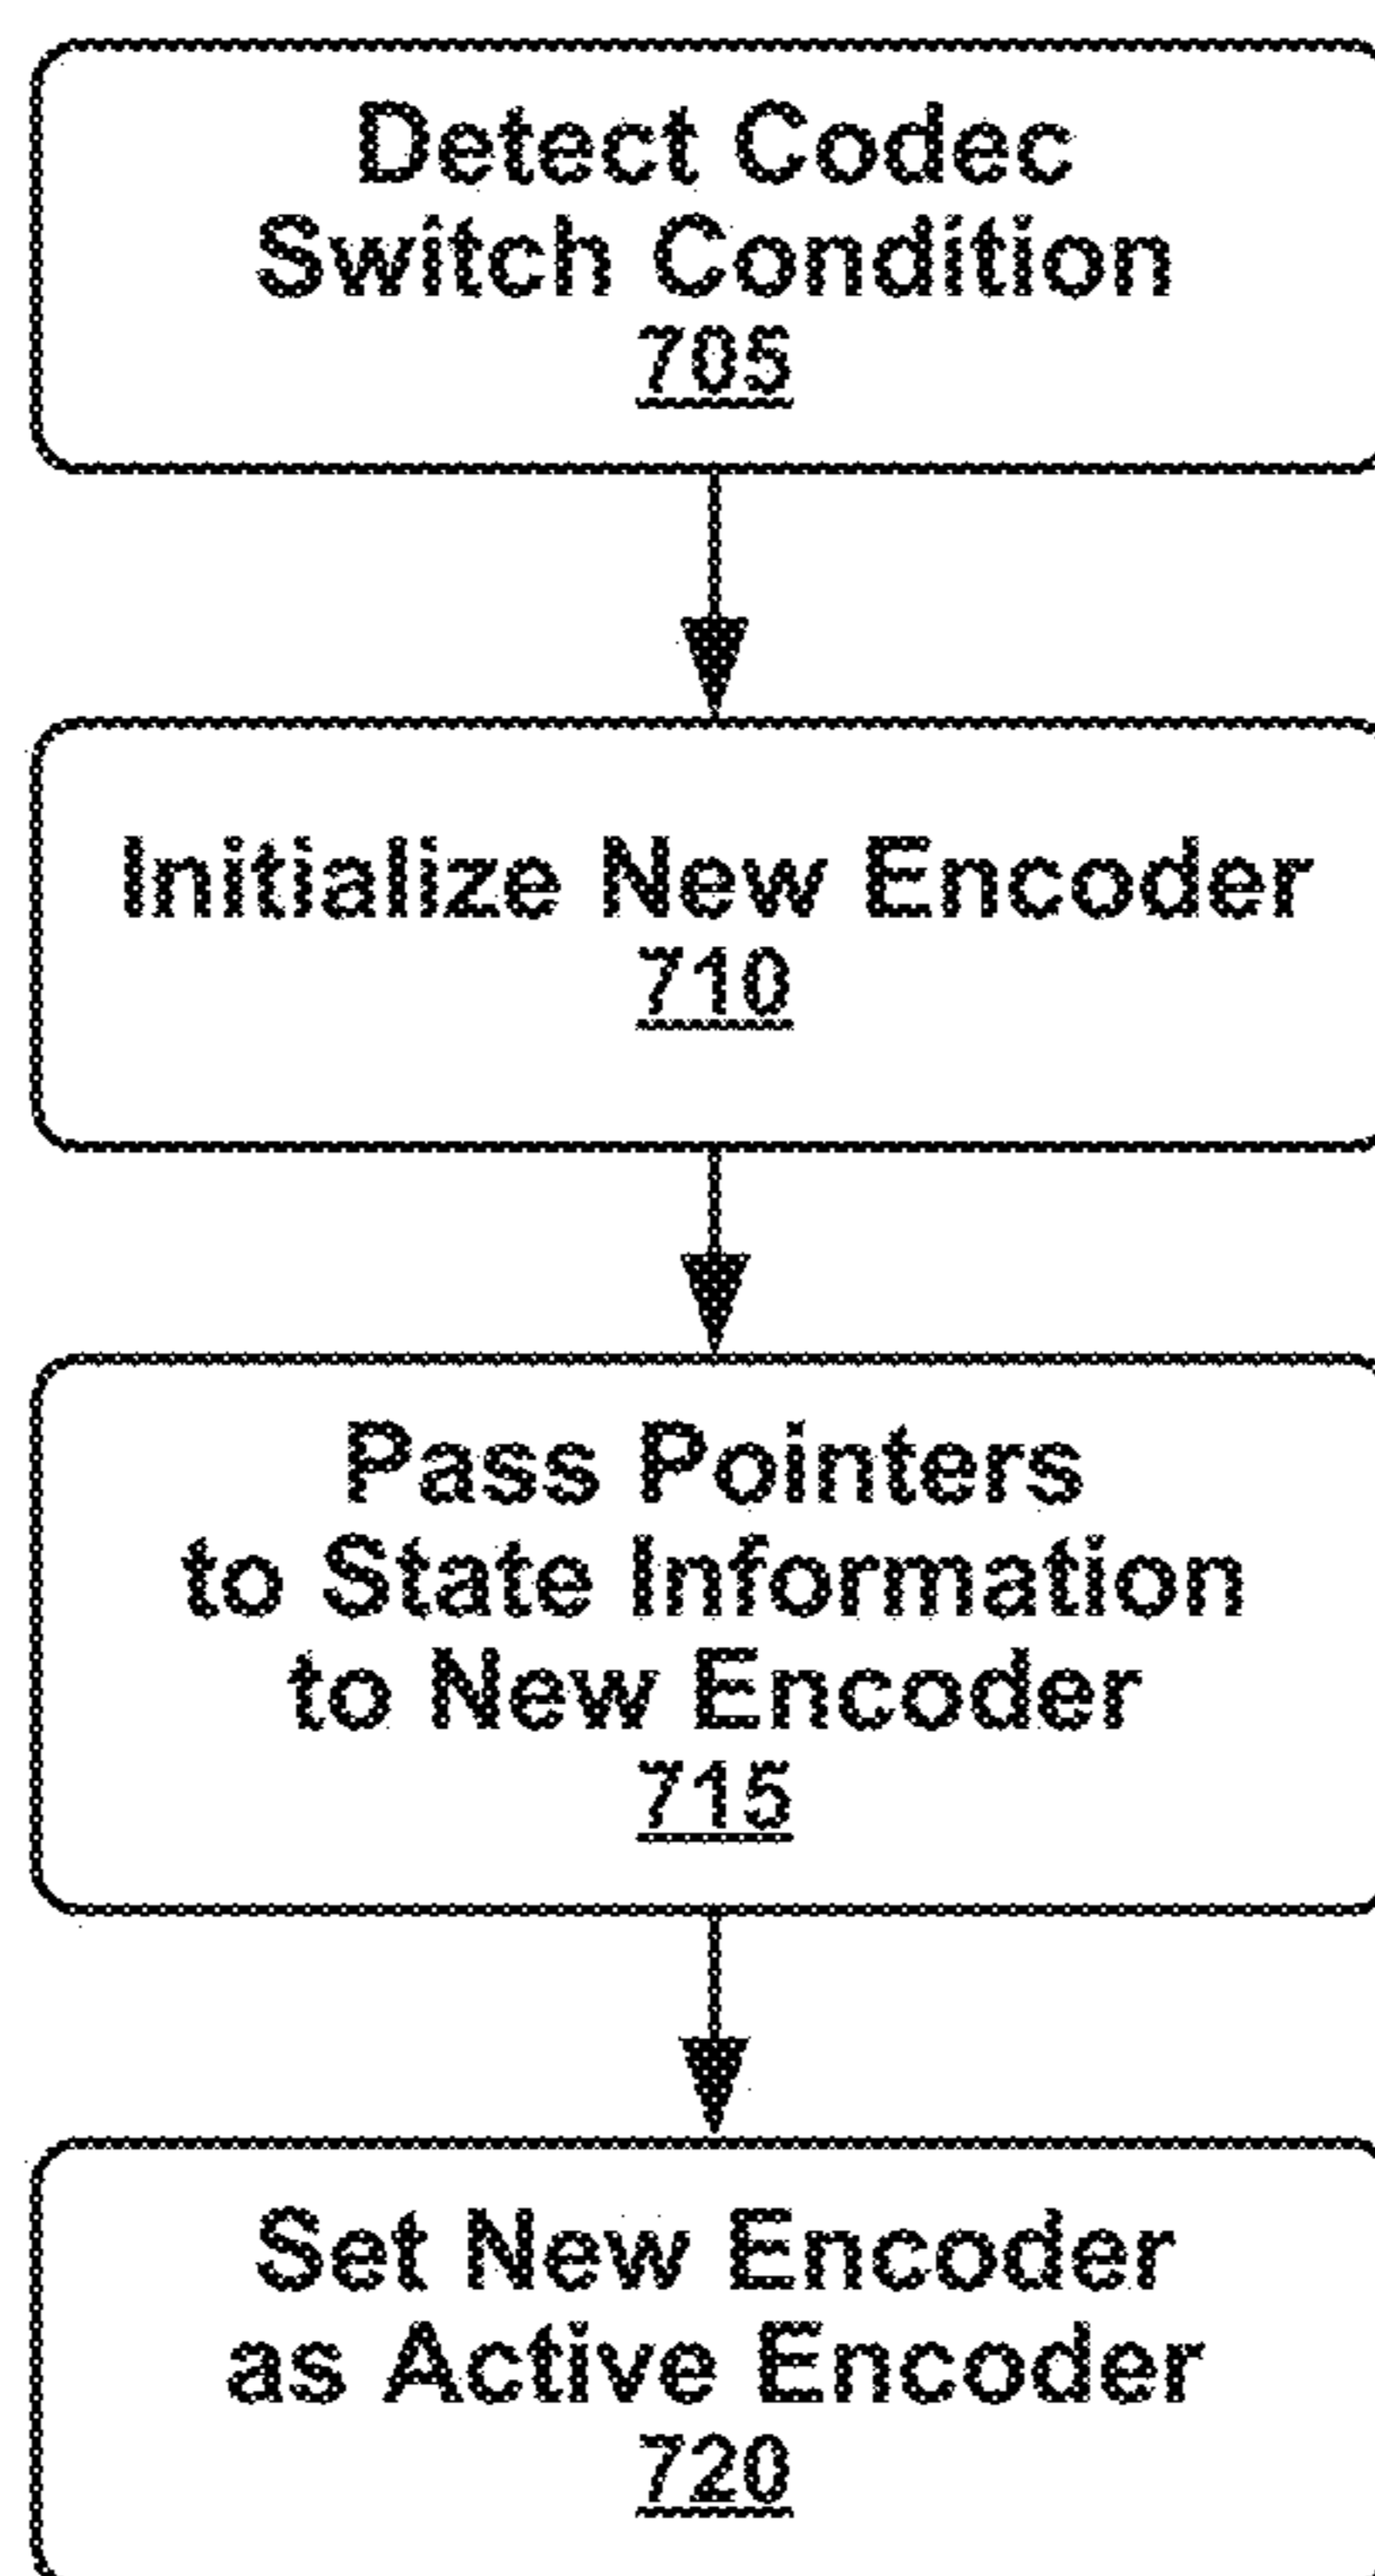 Detect Codec
Switch Condition
705
Initialize New Encoder
710
Pass Pointers
to State Information
to New Encoder
715
Set New Encoder
as Active Encoder
720